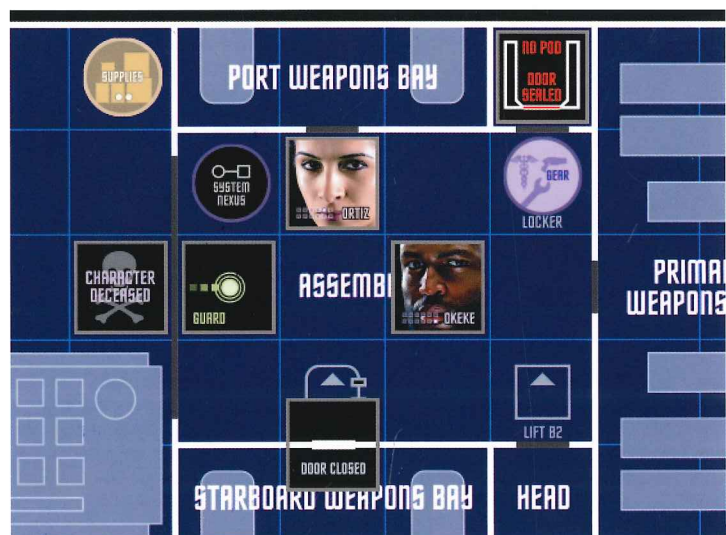 SUPPLIES
PORT WEAPONS BAY
NO POD
DOOR
SEALED
SYSTEM
NEXUS
ORTIZ
GEAR
LOCKER
CHARACTER
DECEASED
GUARD
ASSEMB
OKEKE
PRIMA
WEAPONS
LIFT B2
DOOR CLOSED
STARBOARD WEAPONS BAY
HEAD